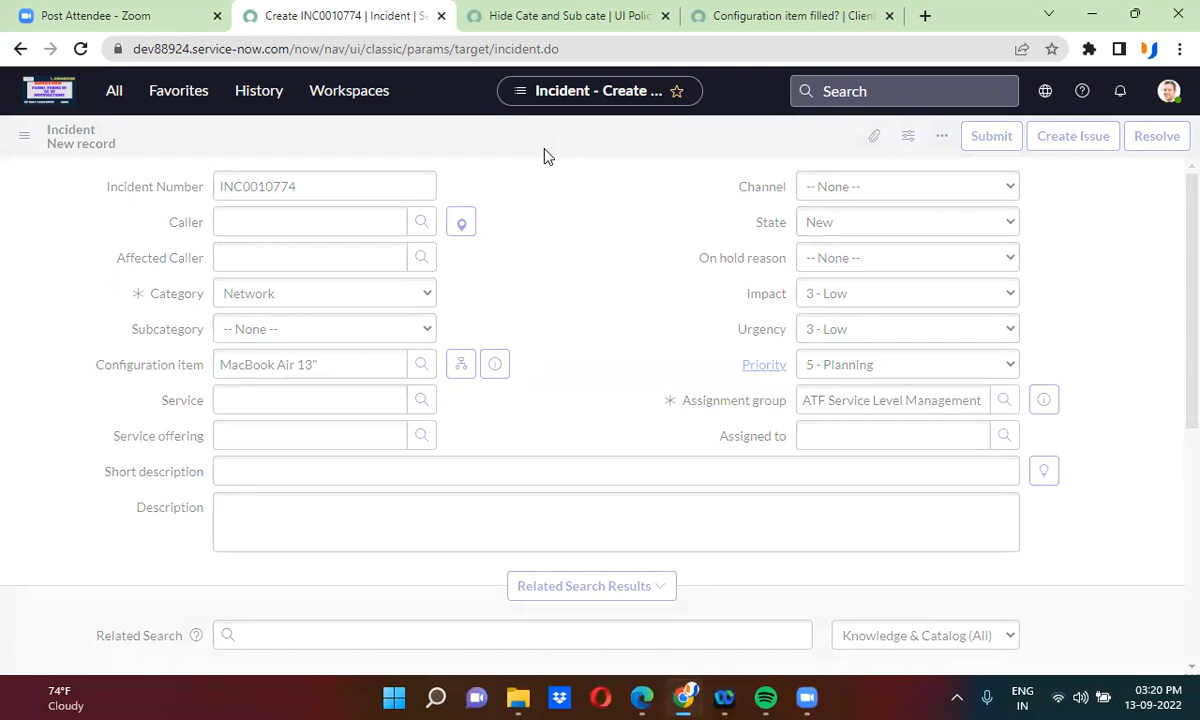 Post Attendee - Zoom
Create INC0010774 | Incident | Se
Hide Cate and Sub cate | UI Polic
Configuration item filled? | Client
dev88924.service-now.com/now/nav/ui/classic/params/target/incident.do
All
Favorites
History
Workspaces
Incident - Create ...
Search
Incident
New record
Submit
Create Issue
Resolve
Incident Number
INC0010774
Channel
-- None --
Caller
State
New
Affected Caller
On hold reason
-- None --
Category
Network
Impact
3 - Low
Subcategory
-- None --
Urgency
3 - Low
Configuration item
MacBook Air 13"
Priority
5 - Planning
Service
Assignment group
ATF Service Level Management
Service offering
Assigned to
Short description
Description
Related Search Results
Related Search
Knowledge & Catalog (All)
74°F
Cloudy
ENG
IN
03:20 PM
13-09-2022